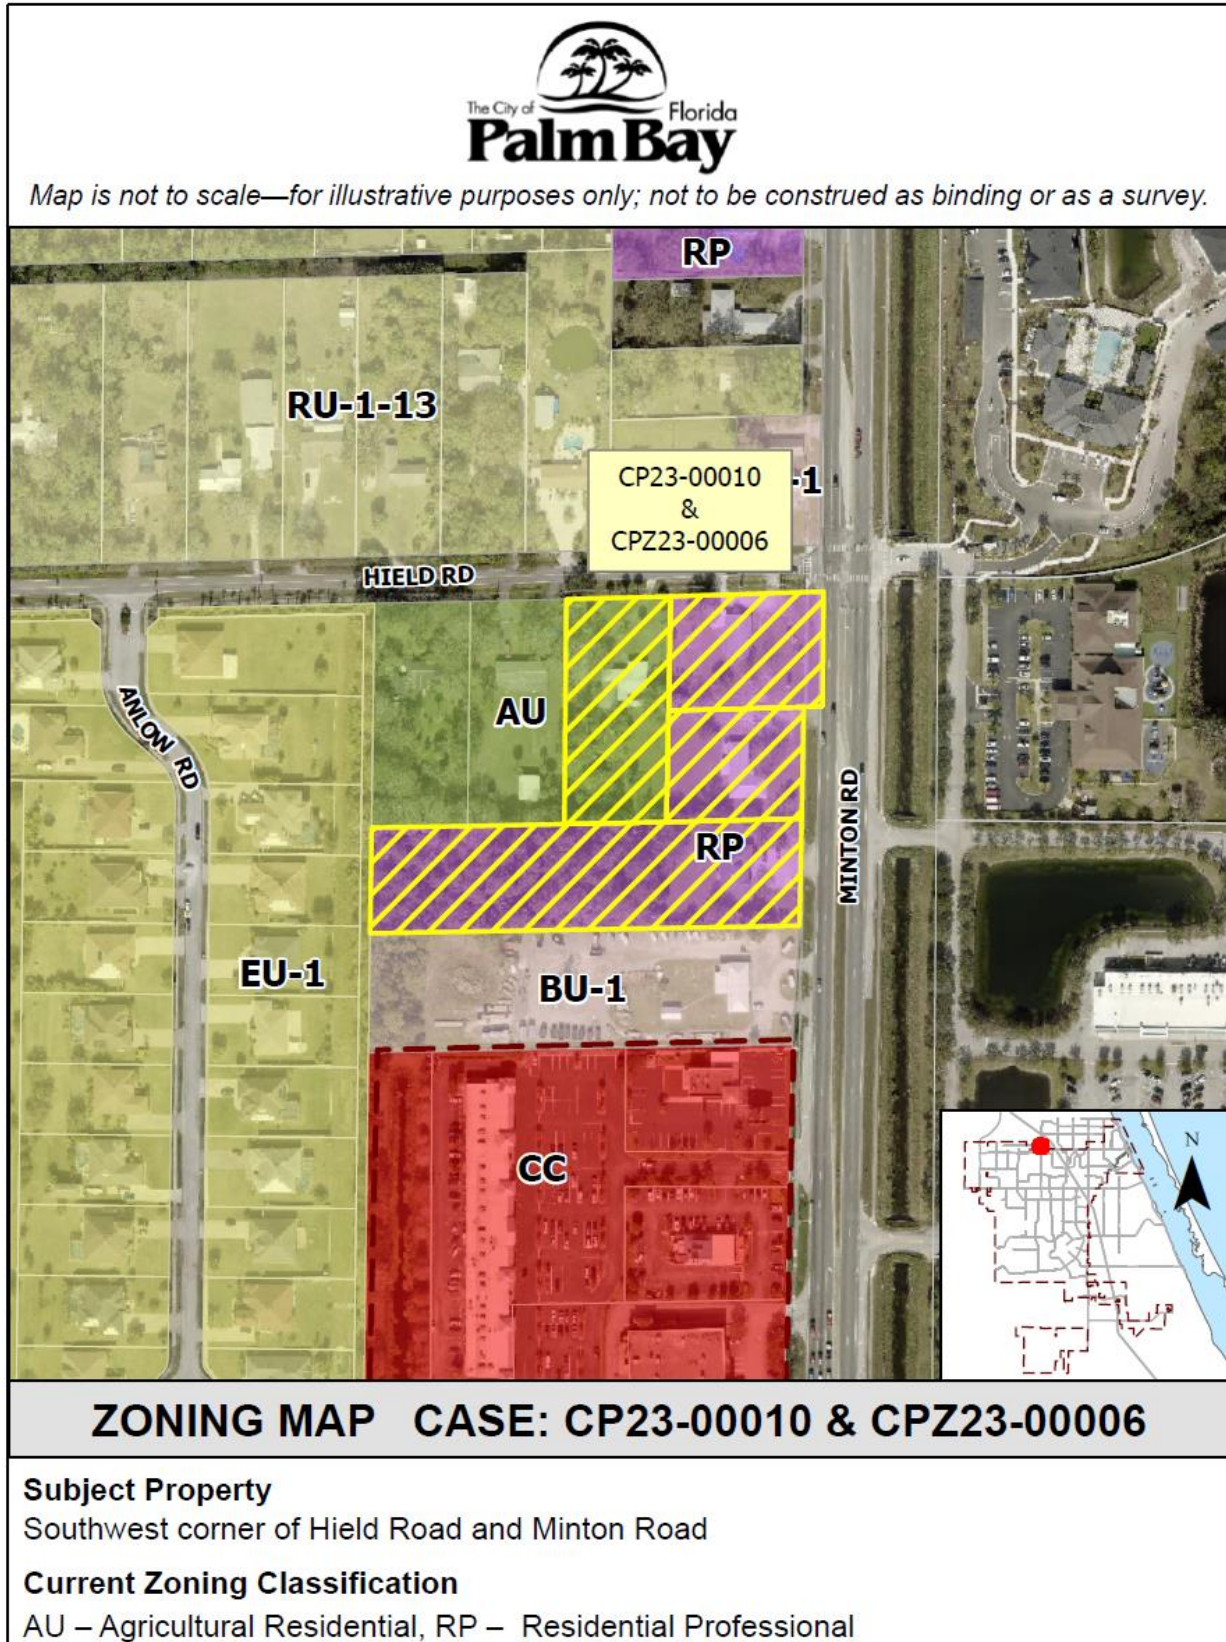 The City of Florida
Palm Bay
Map is not to scale—for illustrative purposes only; not to be construed as binding or as a survey.
RP
RU-1-13
CP23-00010
&
CPZ23-00006
-1
HIELD RD
AU
ANLOW RD
MINTON RD
RP
EU-1
BU-1
CC
N
ZONING MAP CASE: CP23-00010 & CPZ23-00006
Subject Property
Southwest corner of Hield Road and Minton Road
Current Zoning Classification
AU – Agricultural Residential, RP – Residential Professional